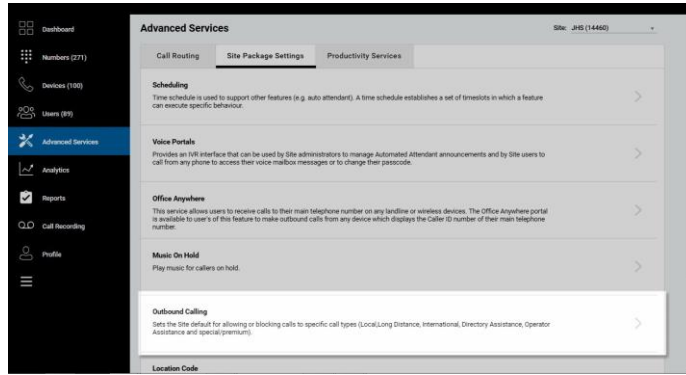 Dashboard
Numbers (271)
Devices (100)
Users (89)
Advanced Services
Analytics
Reports
Call Recording
Profile
Advanced Services
Site: JHS (14460)
Call Routing
Site Package Settings
Productivity Services
Scheduling
Time schedule is used to support other features (e.g. auto attendant). A time schedule establishes a set of timeslots in which a feature
can execute specific behaviour.
Voice Portals
Provides an IVR interface that can be used by Site administrators to manage Automated Attendant announcements and by Site users to
call from any phone to access their voice mailbox messages or to change their passcode.
Office Anywhere
This service allows users to receive calls to their main telephone number on any landline or wireless devices. The Office Anywhere portal
is available to user's of this feature to make outbound calls from any device which displays the Caller ID number of their main telephone
number.
Music On Hold
Play music for callers on hold.
Outbound Calling
Sets the Site default for allowing or blocking calls to specific call types (Local,Long Distance, International, Directory Assistance, Operator
Assistance and special/premium).
Location Code